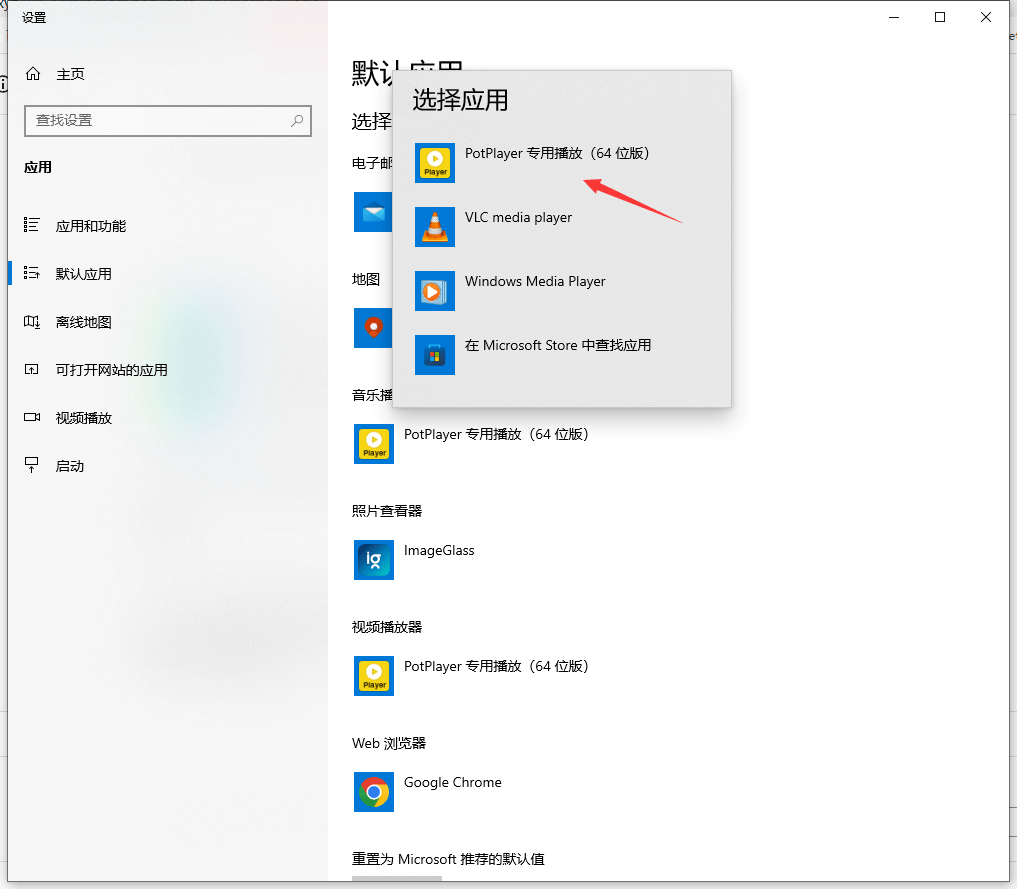 设置
主页
查找设置
应用
应用和功能
默认应用
离线地图
可打开网站的应用
视频播放
启动
默认应用
选择
选择应用
PotPlayer 专用播放（64 位版）
Player
VLC media player
Windows Media Player
在 Microsoft Store 中查找应用
电子邮
地图
音乐播
PotPlayer 专用播放（64 位版）
Player
照片查看器
ig
ImageGlass
视频播放器
PotPlayer 专用播放（64 位版）
Player
Web 浏览器
Google Chrome
重置为 Microsoft 推荐的默认值